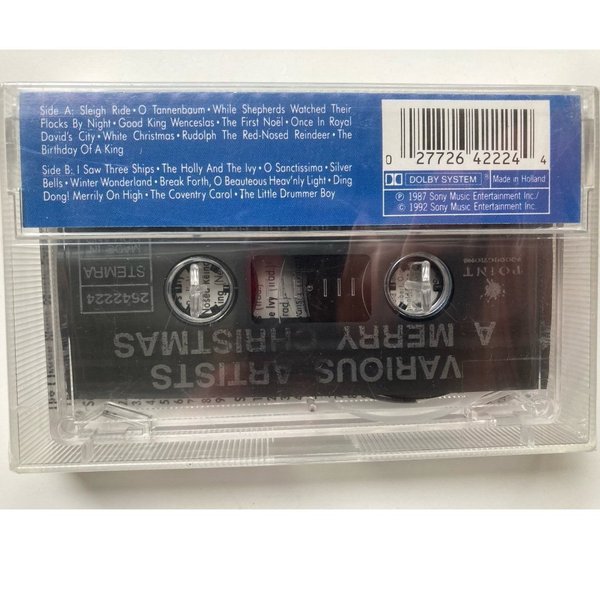 Side A: Sleigh Ride • O Tannenbaum • While Shepherds Watched Their
Flocks By Night • Good King Wenceslas • The First Noël • Once In Royal
David's City • White Christmas • Rudolph The Red-Nosed Reindeer • The
Birthday Of A King
Side B: I Saw Three Ships • The Holly And The Ivy • O Sanctissima • Silver
Bells • Winter Wonderland • Break Forth, O Beauteous Heav'nly Light • Ding
Dong! Merrily On High • The Coventry Carol • The Little Drummer Boy
0 27726 42224 4
DOLBY SYSTEM ® Made in Holland
℗ 1987 Sony Music Entertainment Inc./
© 1992 Sony Music Entertainment Inc.
POINT
PRODUCTIONS
STEMRA
2642224
VARIOUS ARTISTS
A MERRY CHRISTMAS